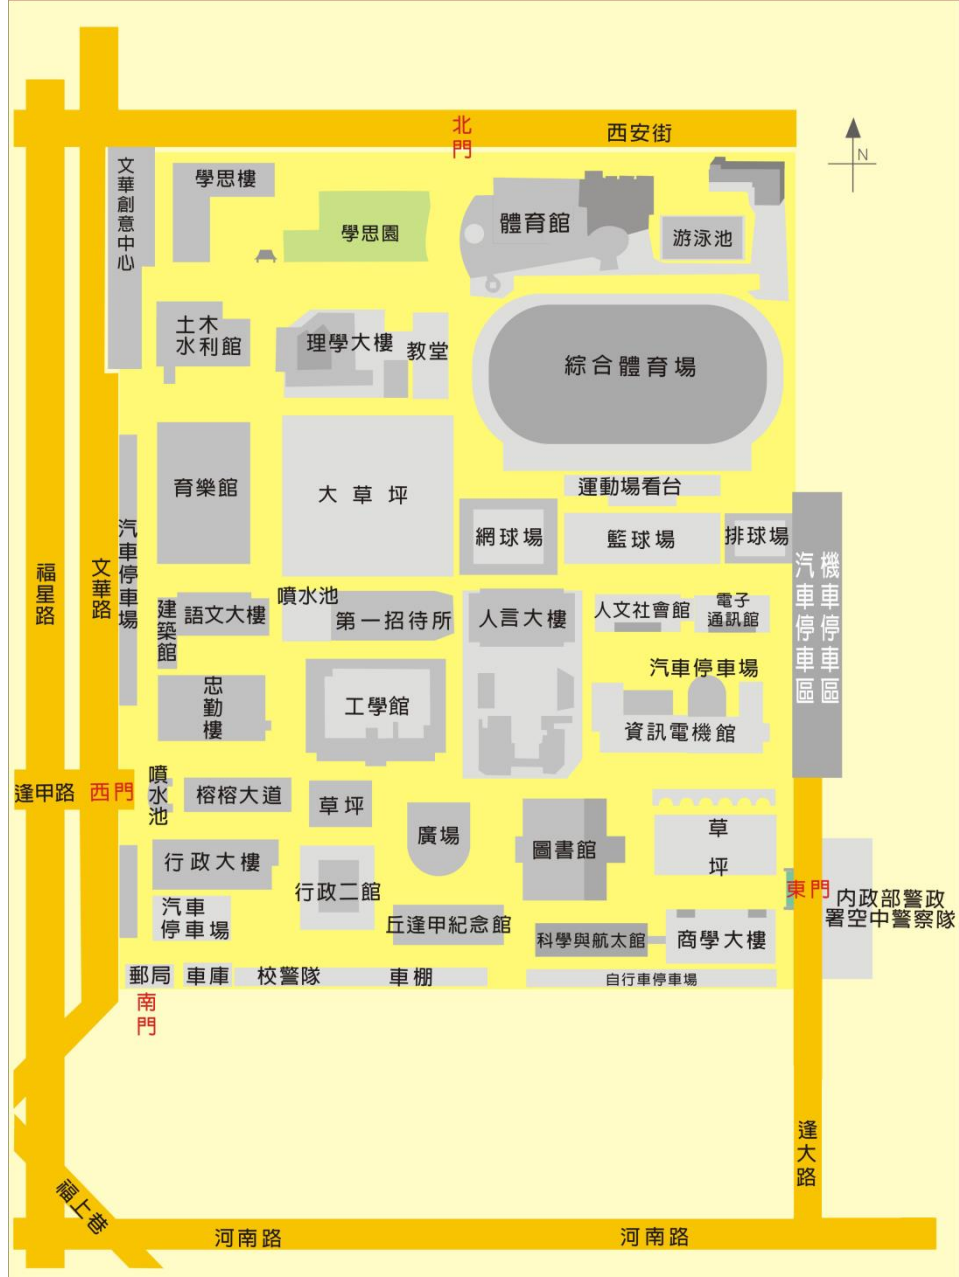 北門
西安街
N
文華創意中心
學思樓
學思園
體育館
游泳池
土木
水利館
理學大樓
教堂
綜合體育場
育樂館
大草坪
運動場看台
網球場
籃球場
排球場
汽車停車場
福星路
文華路
機車停車區
汽車停車區
建築館
語文大樓
噴水池
第一招待所
人言大樓
人文社會館
電子
通訊館
忠勤樓
工學館
汽車停車場
資訊電機館
逢甲路
西門
噴水池
榕榕大道
草坪
廣場
圖書館
草坪
行政大樓
行政二館
東門
內政部警政
署空中警察隊
汽車
停車場
丘逢甲紀念館
科學與航太館
商學大樓
郵局
車庫
校警隊
車棚
自行車停車場
南門
逢大路
福上巷
河南路
河南路